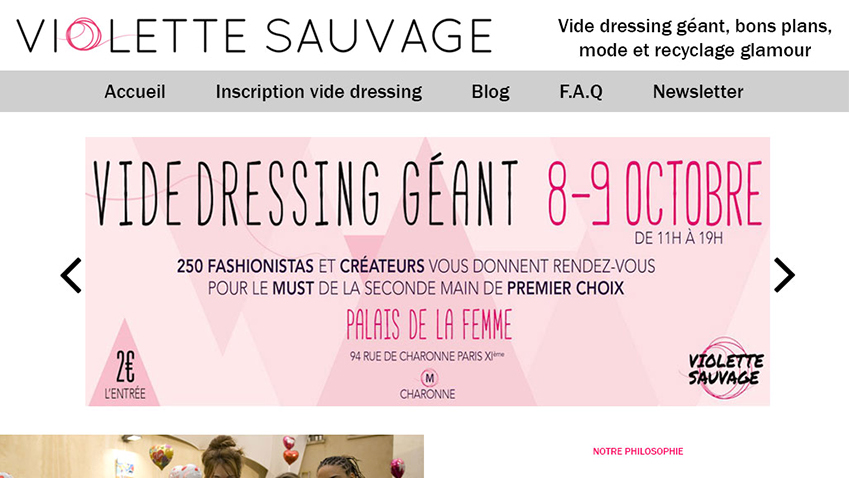 VIOLETTE SAUVAGE
Vide dressing géant, bons plans,
mode et recyclage glamour
Accueil Inscription vide dressing Blog F.A.Q Newsletter
VIDE DRESSING GÉANT 8-9 OCTOBRE
DE 11H À 19H
250 FASHIONISTAS ET CRÉATEURS VOUS DONNENT RENDEZ-VOUS
POUR LE MUST DE LA SECONDE MAIN DE PREMIER CHOIX
PALAIS DE LA FEMME
94 RUE DE CHARONNE PARIS XIème
M
CHARONNE
2€
L'ENTRÉE
VIOLETTE
SAUVAGE
NOTRE PHILOSOPHIE